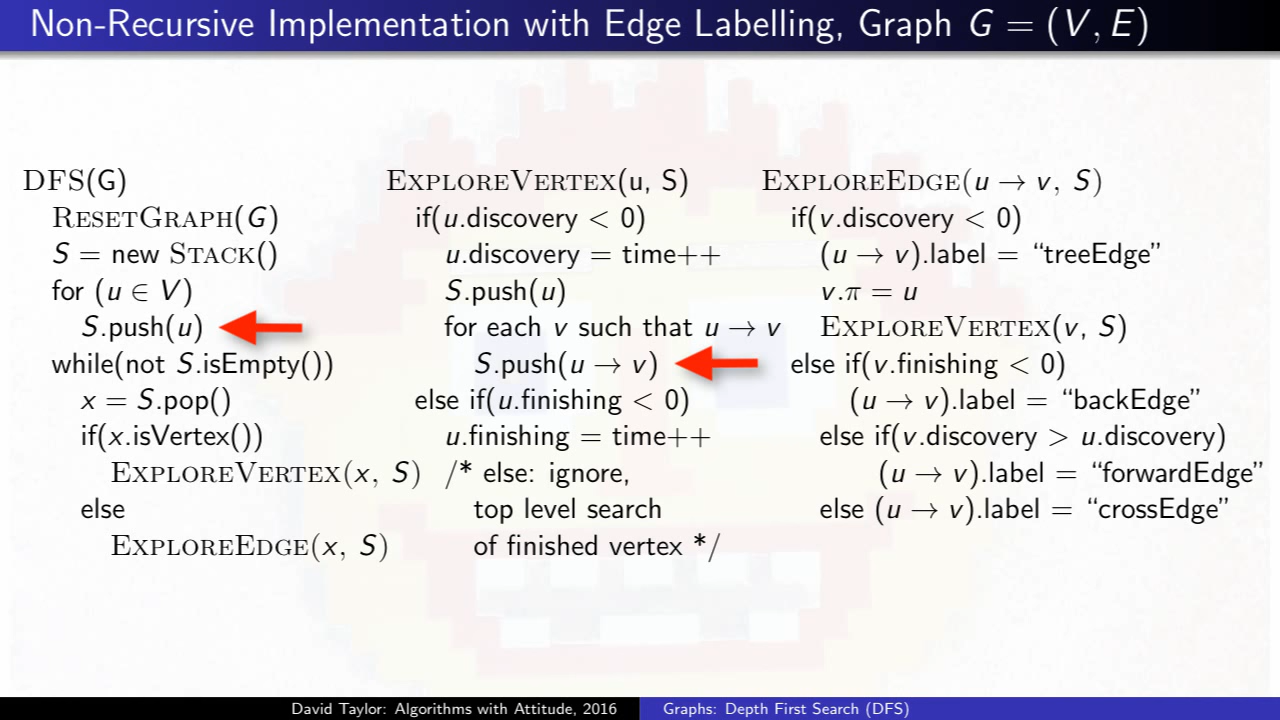 Non-Recursive Implementation with Edge Labelling, Graph G = (V, E)
DFS(G)
RESETGRAPH(G)
S = new STACK()
for (u ∈ V)
S.push(u)
while(not S.isEmpty())
x = S.pop()
if(x.isVertex())
EXPLOREVERTEX(x, S)
else
EXPLOREEDGE(x, S)
EXPLOREVERTEX(u, S)
if(u.discovery < 0)
u.discovery = time++
S.push(u)
for each v such that u → v
S.push(u → v)
else if(u.finishing < 0)
u.finishing = time++
/* else: ignore,
top level search
of finished vertex */
EXPLOREEDGE(u → v, S)
if(v.discovery < 0)
(u → v).label = “treeEdge”
v.π = u
EXPLOREVERTEX(v, S)
else if(v.finishing < 0)
(u → v).label = “backEdge”
else if(v.discovery > u.discovery)
(u → v).label = “forwardEdge”
else (u → v).label = “crossEdge”
David Taylor: Algorithms with Attitude, 2016
Graphs: Depth First Search (DFS)